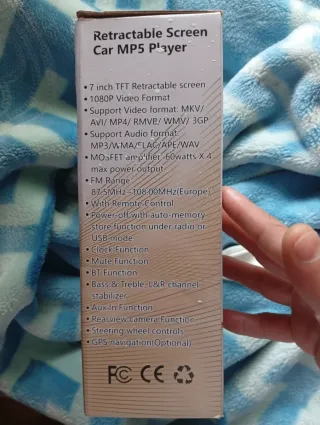 Retractable Screen
Car MP5 Player
• 7 inch TFT Retractable screen
• 1080P Video Format
• Support Video format: MKV/
AVI/ MP4/ RMVB/ WMV/ 3GP
• Support Audio format:
MP3/WMA/FLAC/APE/WAV
• MOSFET amplifier, 60watts X 4
max power output
• FM Range
87.5MHz--108.00MHz(Europe)
• With Remote Control
• Power-off with auto-memory-
store function under radio or
USB mode
• Clock Function
• Mute Function
• BT Function
• Bass & Treble, L&R channel
stabilizer
• Aux In Function
• Rearview camera Function
• Steering wheel controls
• GPS navigation(Optional)
FC CE